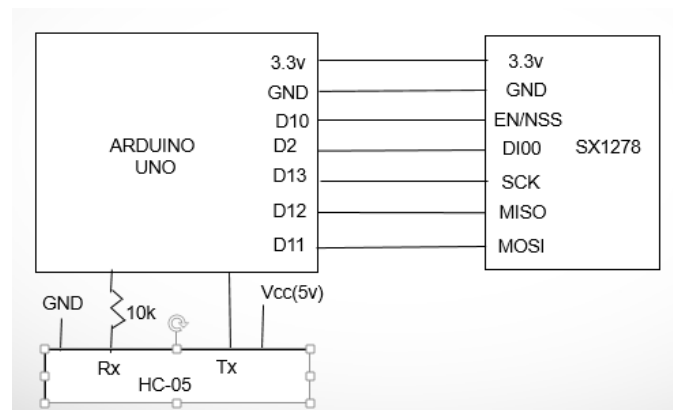 3.3v
3.3v
GND
GND
D10
EN/NSS
ARDUINO
UNO
D2
DI00
SX1278
D13
SCK
D12
MISO
D11
MOSI
GND
10k
Vcc(5v)
Rx
Tx
HC-05